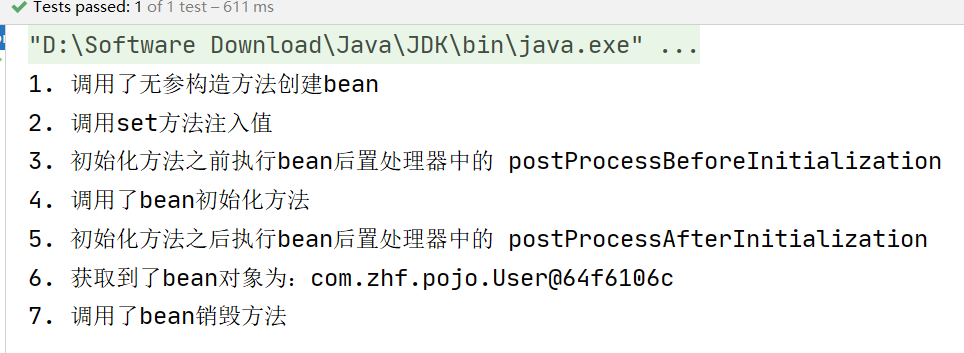 Tests passed: 1 of 1 test – 611 ms
"D:\Software Download\Java\JDK\bin\java.exe" ...
1. 调用了无参构造方法创建bean
2. 调用set方法注入值
3. 初始化方法之前执行bean后置处理器中的 postProcessBeforeInitialization
4. 调用了bean初始化方法
5. 初始化方法之后执行bean后置处理器中的 postProcessAfterInitialization
6. 获取到了bean对象为：com.zhf.pojo.User@64f6106c
7. 调用了bean销毁方法